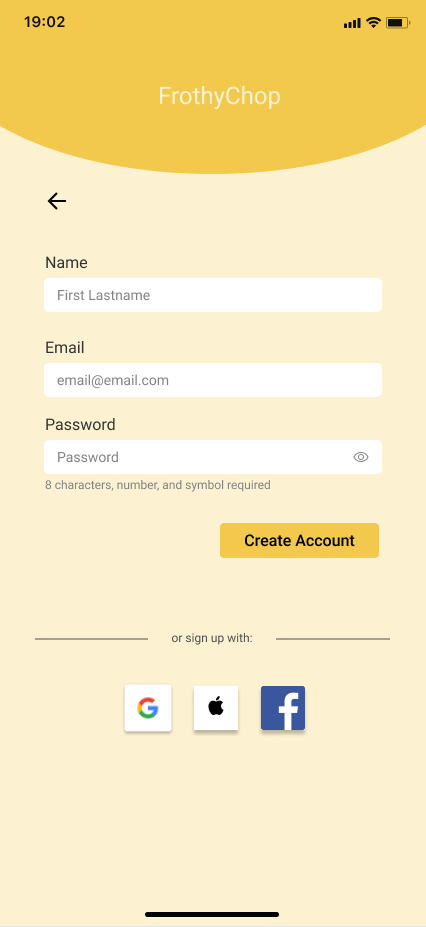 19:02
FrothyChop
Name
First Lastname
Email
email@email.com
Password
Password
8 characters, number, and symbol required
Create Account
or sign up with: